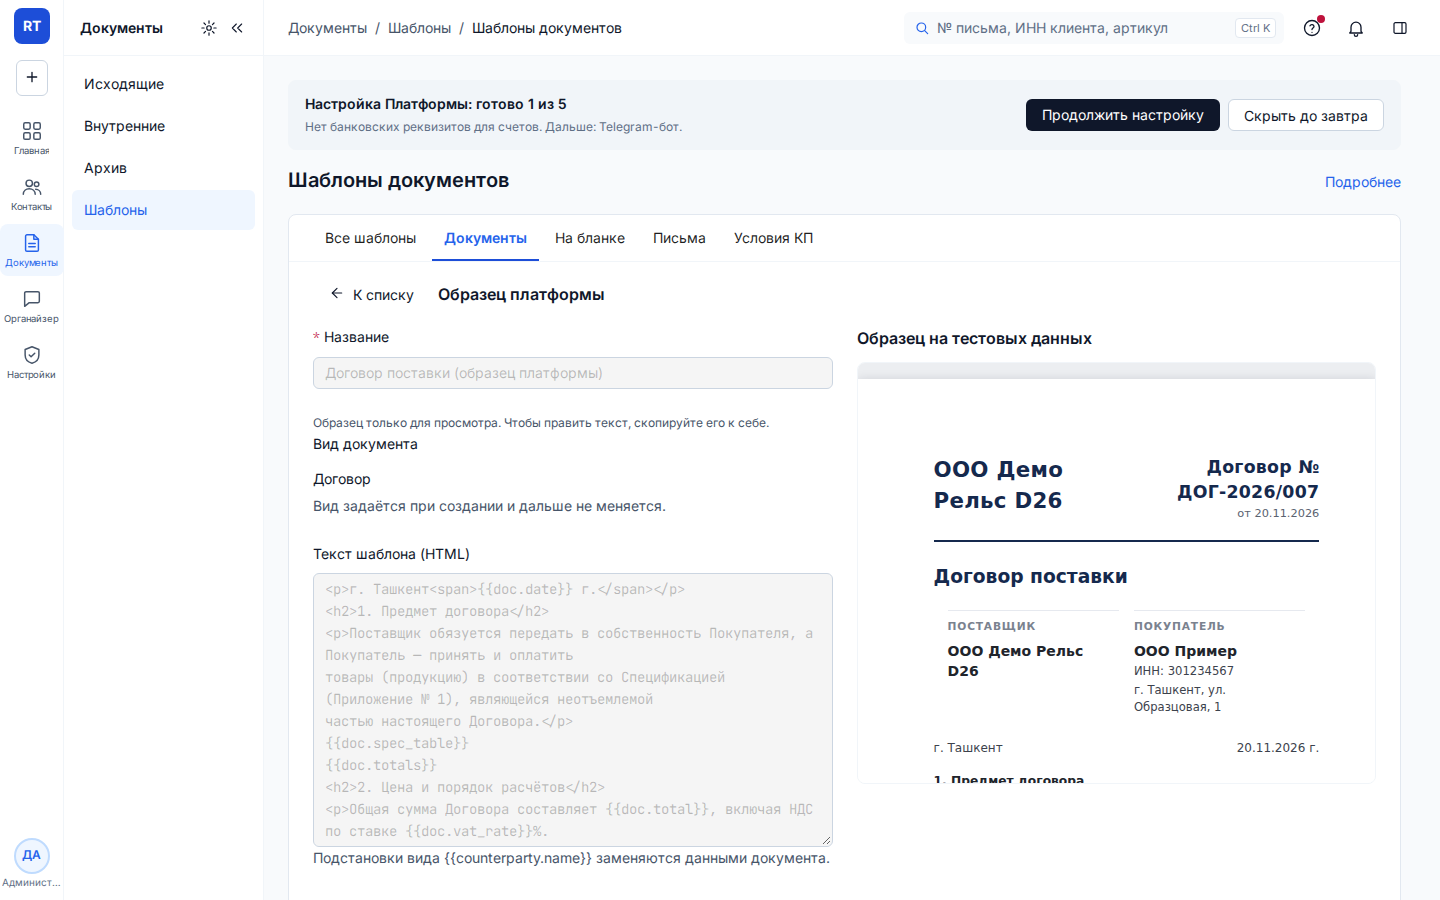 RT
Документы
Документы / Шаблоны / Шаблоны документов
№ письма, ИНН клиента, артикул
Ctrl K
Главная
Контакты
Документы
Органайзер
Настройки
ДА
Админист...
Исходящие
Внутренние
Архив
Шаблоны
Настройка Платформы: готово 1 из 5
Нет банковских реквизитов для счетов. Дальше: Telegram-бот.
Продолжить настройку
Скрыть до завтра
Шаблоны документов
Подробнее
Все шаблоны
Документы
На бланке
Письма
Условия КП
К списку
Образец платформы
* Название
Договор поставки (образец платформы)
Образец только для просмотра. Чтобы править текст, скопируйте его к себе.
Вид документа
Договор
Вид задаётся при создании и дальше не меняется.
Текст шаблона (HTML)
<p>г. Ташкент<span>{{doc.date}} г.</span></p>
<h2>1. Предмет договора</h2>
<p>Поставщик обязуется передать в собственность Покупателя, а
Покупатель — принять и оплатить
товары (продукцию) в соответствии со Спецификацией
(Приложение № 1), являющейся неотъемлемой
частью настоящего Договора.</p>
{{doc.spec_table}}
{{doc.totals}}
<h2>2. Цена и порядок расчётов</h2>
<p>Общая сумма Договора составляет {{doc.total}}, включая НДС
по ставке {{doc.vat_rate}}%.
Подстановки вида {{counterparty.name}} заменяются данными документа.
Образец на тестовых данных
ООО Демо
Рельс D26
Договор №
ДОГ-2026/007
от 20.11.2026
Договор поставки
ПОСТАВЩИК
ООО Демо Рельс
D26
ПОКУПАТЕЛЬ
ООО Пример
ИНН: 301234567
г. Ташкент, ул.
Образцовая, 1
г. Ташкент
20.11.2026 г.
1. Предмет договора